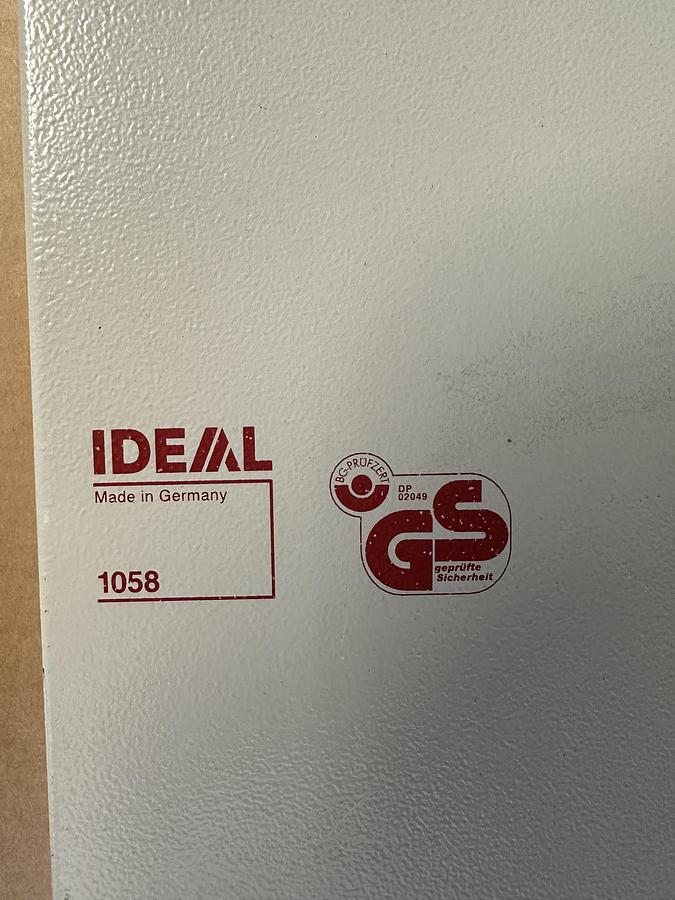 IDEAL
Made in Germany
1058
BG-PRÜFZERT
DP
02049
GS
geprüfte
Sicherheit